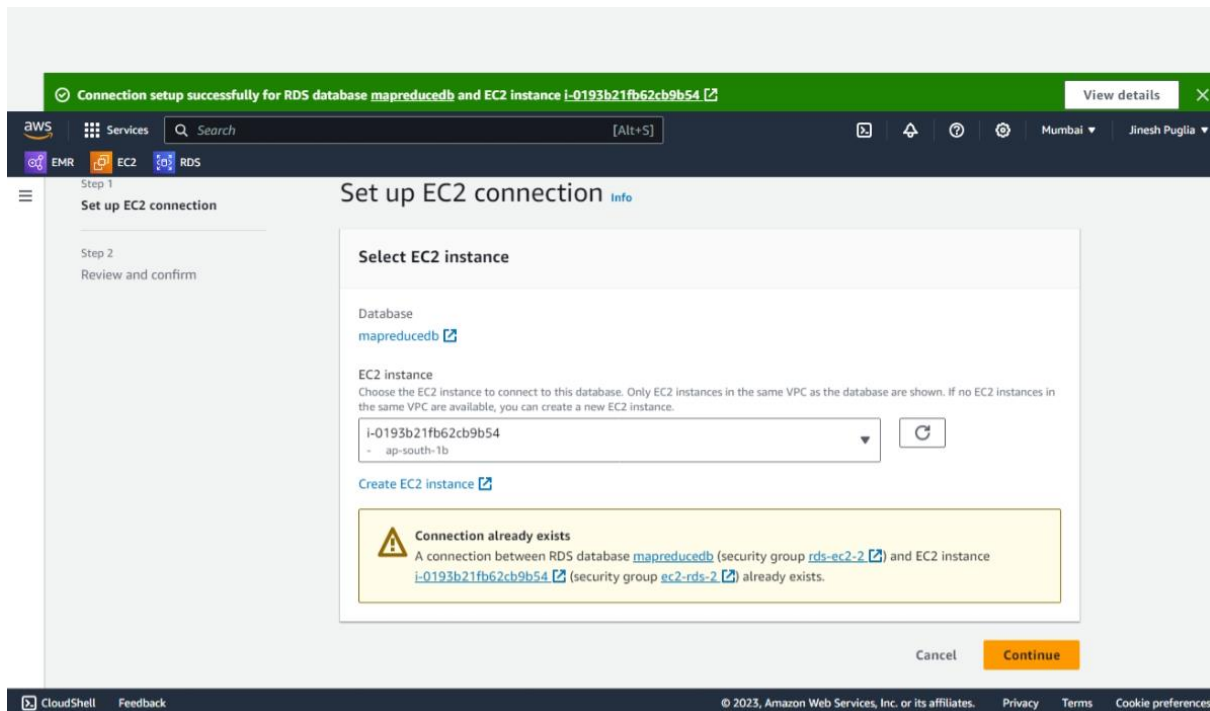 Connection setup successfully for RDS database mapreducedb and EC2 instance i-0193b21fb62cb9b54
View details
aws
Services
Search
[Alt+S]
Mumbai
Jinesh Puglia
EMR
EC2
RDS
Step 1
Set up EC2 connection
Step 2
Review and confirm
Set up EC2 connection Info
Select EC2 instance
Database
mapreducedb
EC2 instance
Choose the EC2 instance to connect to this database. Only EC2 instances in the same VPC as the database are shown. If no EC2 instances in
the same VPC are available, you can create a new EC2 instance.
i-0193b21fb62cb9b54
- ap-south-1b
Create EC2 instance
Connection already exists
A connection between RDS database mapreducedb (security group rds-ec2-2) and EC2 instance
i-0193b21fb62cb9b54 (security group ec2-rds-2) already exists.
Cancel
Continue
CloudShell
Feedback
© 2023, Amazon Web Services, Inc. or its affiliates.
Privacy
Terms
Cookie preferences